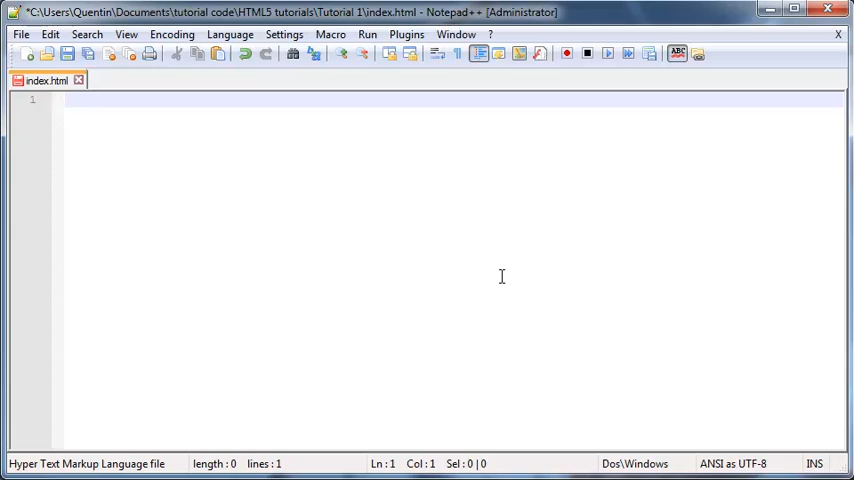 *C:\Users\Quentin\Documents\tutorial code\HTML5 tutorials\Tutorial 1\index.html - Notepad++ [Administrator]
File Edit Search View Encoding Language Settings Macro Run Plugins Window ? X
ABC
index.html
1
Hyper Text Markup Language file length : 0 lines : 1 Ln : 1 Col : 1 Sel : 0 | 0 Dos\Windows ANSI as UTF-8 INS